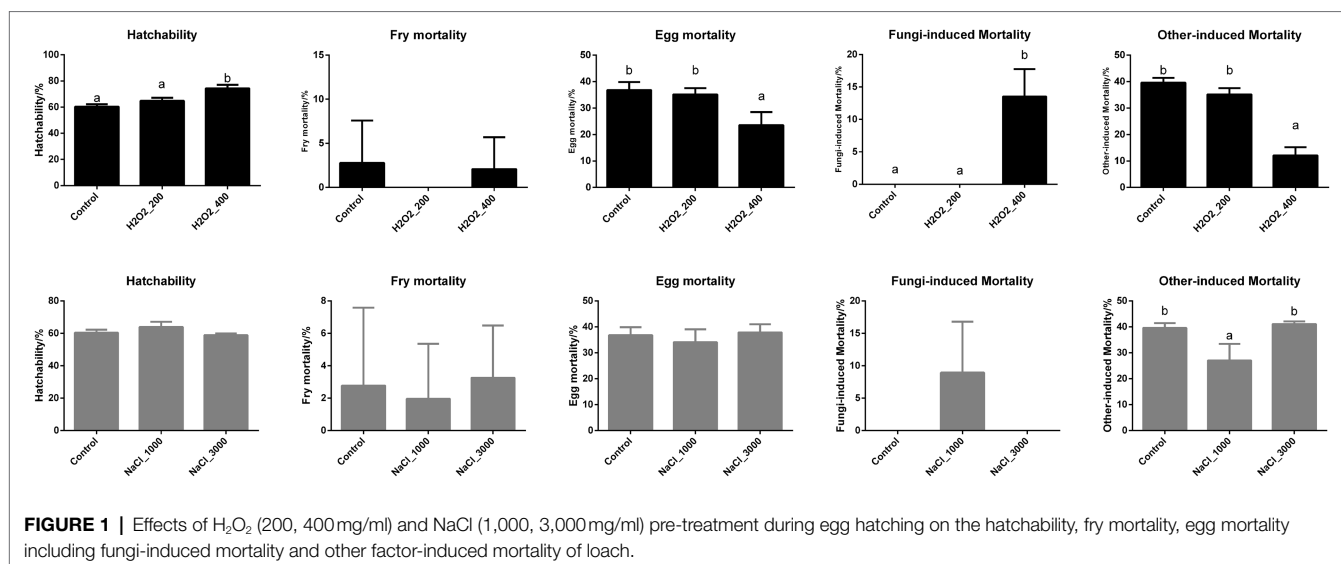 Hatchability
Hatchability/%
100
80
60
40
20
0
a
a
b
Control
H2O2_200
H2O2_400
Fry mortality
Fry mortality/%
15
10
5
0
Control
H2O2_200
H2O2_400
Egg mortality
Egg mortality/%
50
40
30
20
10
0
b
b
a
Control
H2O2_200
H2O2_400
Fungi-induced Mortality
Fungi-induced Mortality/%
20
15
10
5
0
a
a
b
Control
H2O2_200
H2O2_400
Other-induced Mortality
Other-induced Mortality/%
50
40
30
20
10
0
b
b
a
Control
H2O2_200
H2O2_400
Hatchability
Hatchability/%
80
60
40
20
0
Control
NaCl_1000
NaCl_3000
Fry mortality
Fry mortality/%
8
6
4
2
0
Control
NaCl_1000
NaCl_3000
Egg mortality
Egg mortality/%
50
40
30
20
10
0
Control
NaCl_1000
NaCl_3000
Fungi-induced Mortality
Fungi-induced Mortality/%
20
15
10
5
0
Control
NaCl_1000
NaCl_3000
Other-induced Mortality
Other-induced Mortality/%
50
40
30
20
10
0
b
a
b
Control
NaCl_1000
NaCl_3000
FIGURE 1 | Effects of H₂O₂ (200, 400 mg/ml) and NaCl (1,000, 3,000 mg/ml) pre-treatment during egg hatching on the hatchability, fry mortality, egg mortality
including fungi-induced mortality and other factor-induced mortality of loach.